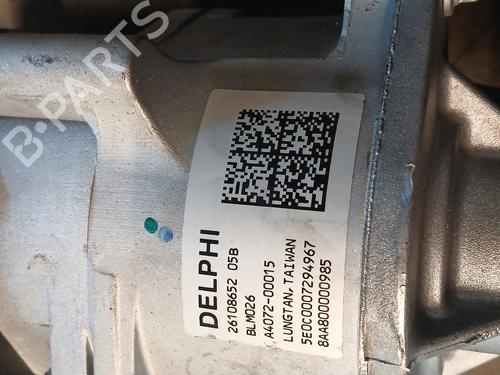 DELPHI
26108652 05B
BLM026
A4072-00015
LUNGTAN, TAIWAN
5E0C0007294967
8AA800000985
B-PARTS